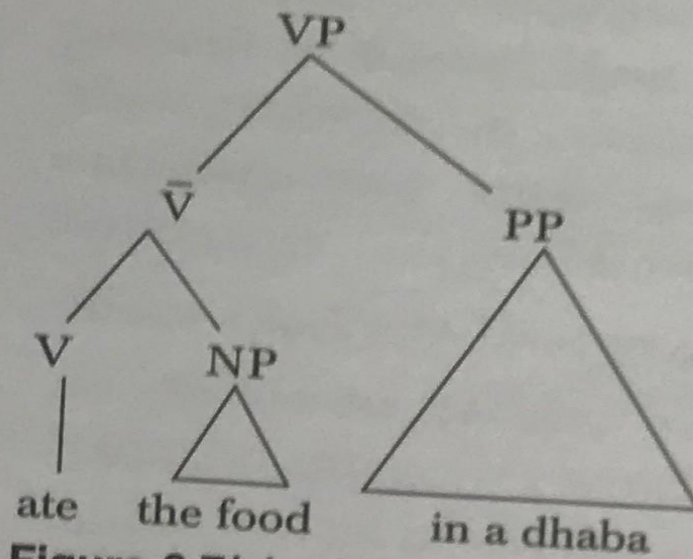 VP
V̄
PP
V
NP
ate
the food
in a dhaba